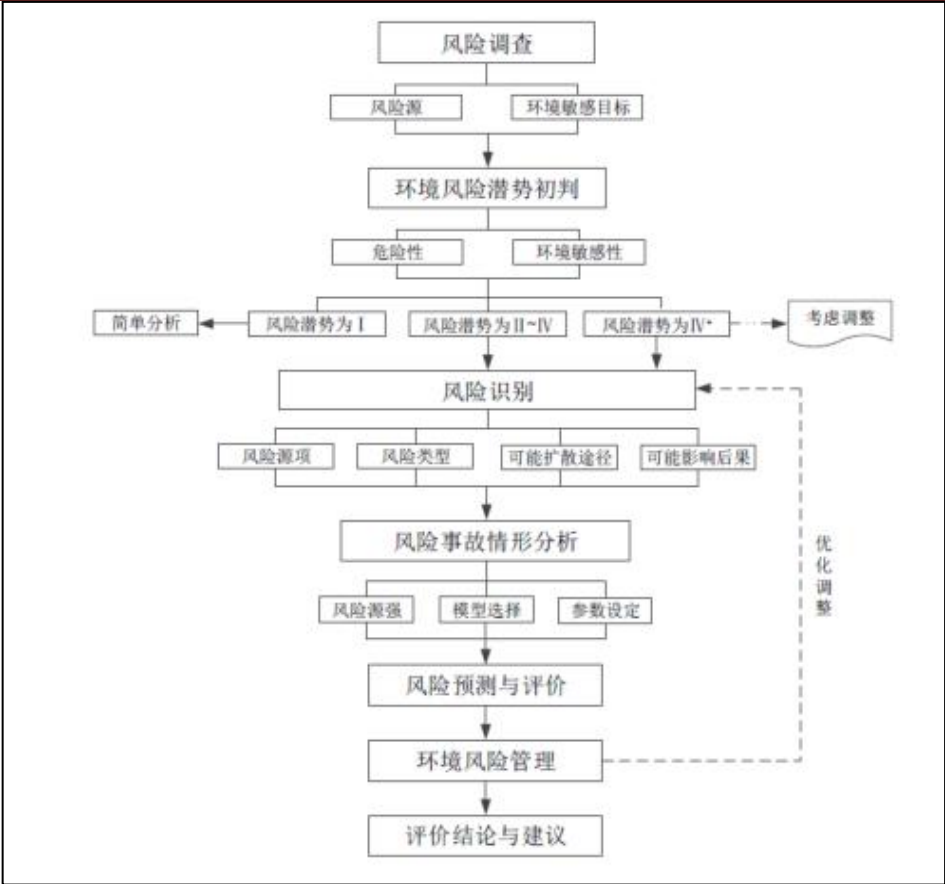 风险调查
风险源
环境敏感目标
环境风险潜势初判
危险性
环境敏感性
简单分析
风险潜势为Ⅰ
风险潜势为Ⅱ~Ⅳ
风险潜势为Ⅳ+
考虑调整
风险识别
风险源项
风险类型
可能扩散途径
可能影响后果
风险事故情形分析
优化调整
风险源强
模型选择
参数设定
风险预测与评价
环境风险管理
评价结论与建议